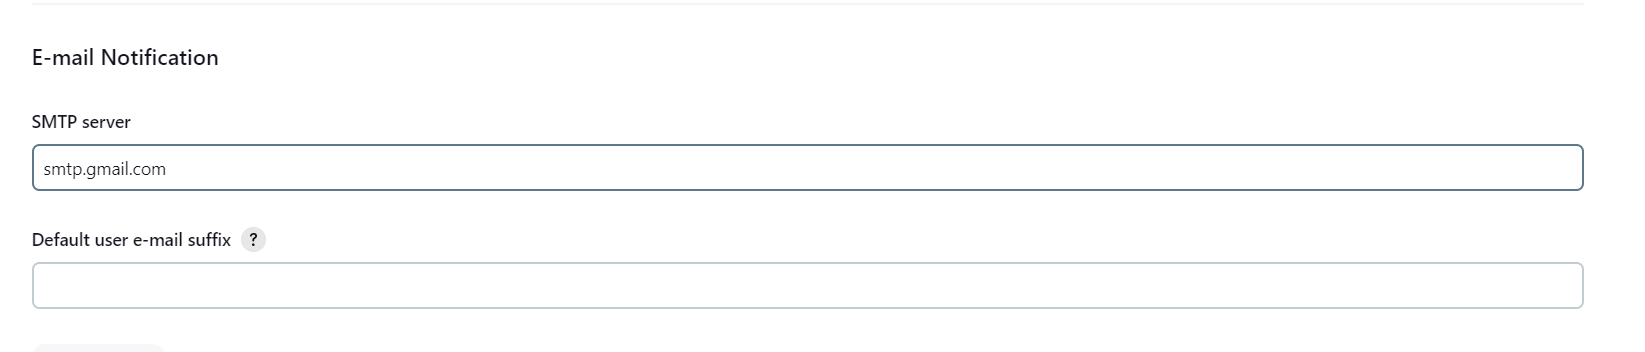 E-mail Notification
SMTP server
smtp.gmail.com
Default user e-mail suffix ?